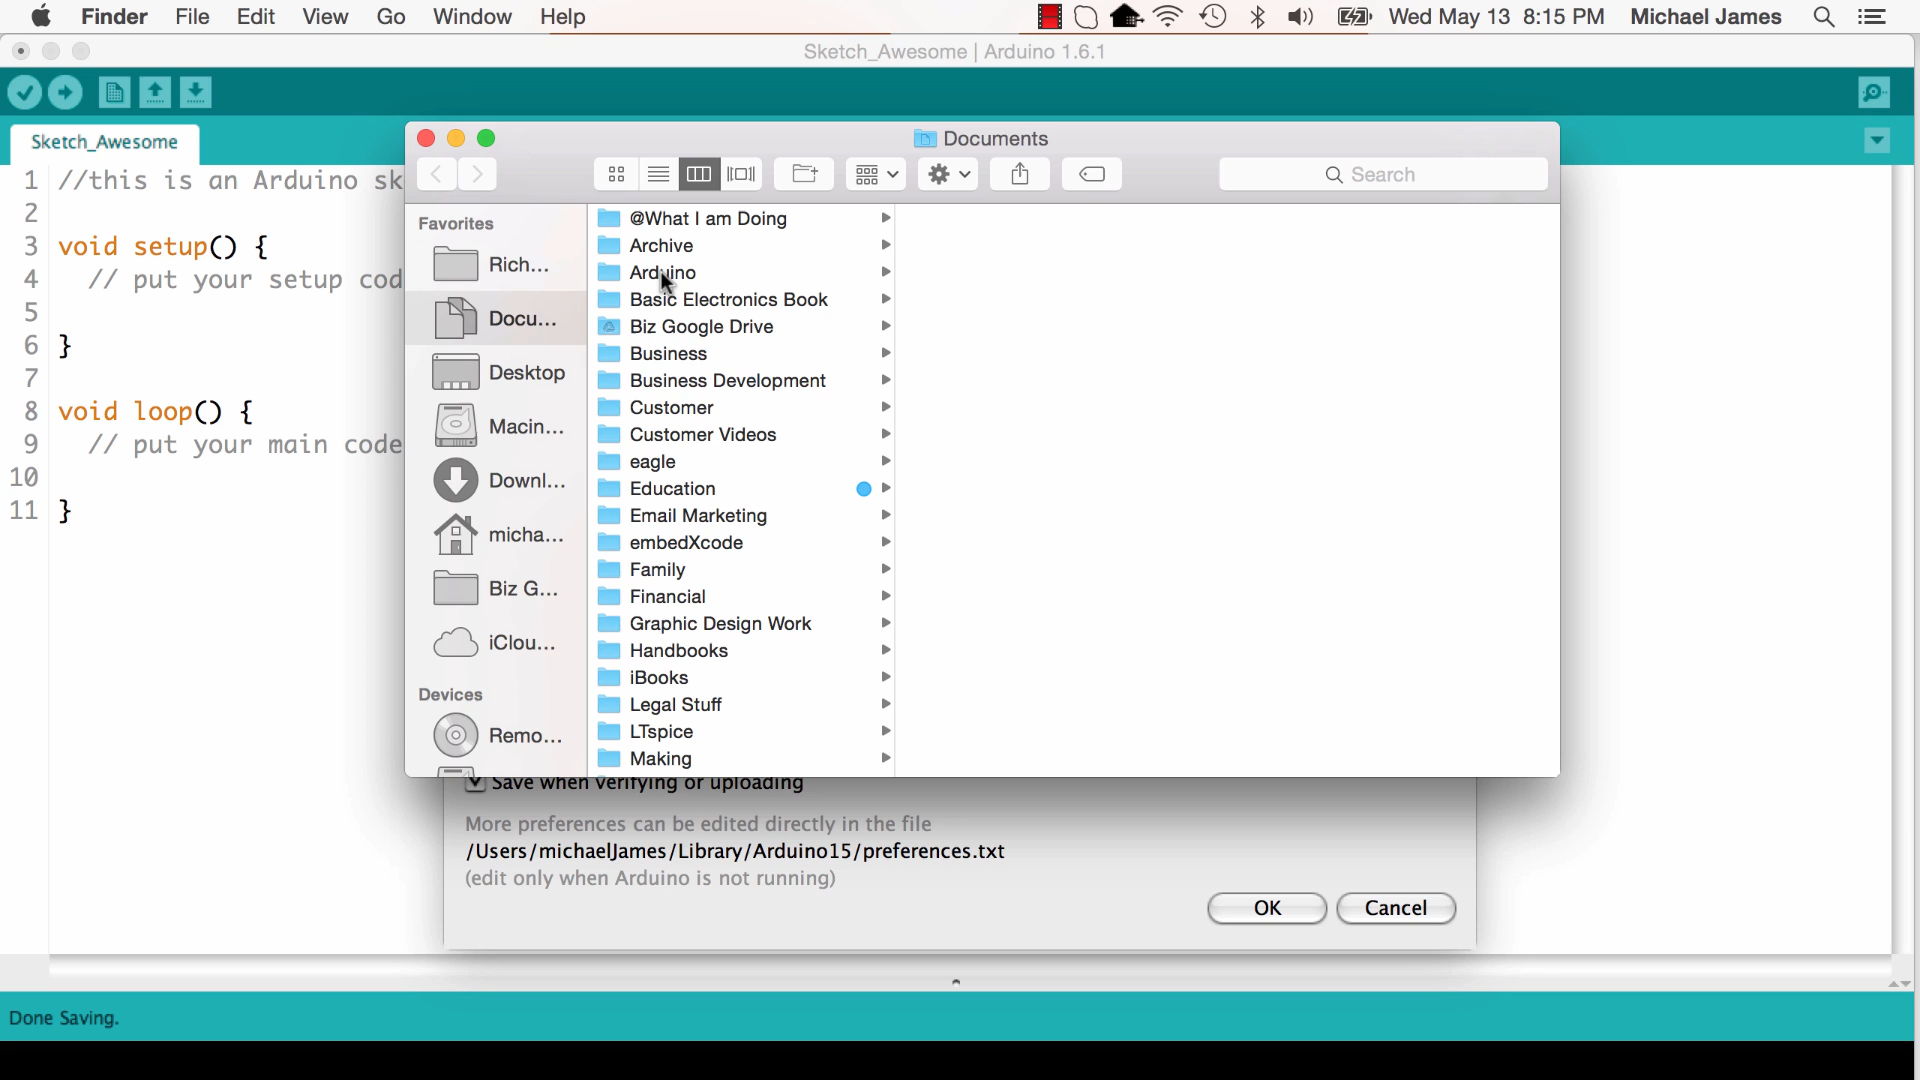 Finder File Edit View Go Window Help Wed May 13 8:15 PM Michael James
Sketch_Awesome | Arduino 1.6.1
Sketch_Awesome
Documents
Search
1 //this is an Arduino sk
2
3 void setup() {
4 // put your setup cod
5
6 }
7
8 void loop() {
9 // put your main code
10
11 }
Favorites
Rich...
Docu...
Desktop
Macin...
Downl...
micha...
Biz G...
iClou...
Devices
Remo...
@What I am Doing
Archive
Arduino
Basic Electronics Book
Biz Google Drive
Business
Business Development
Customer
Customer Videos
eagle
Education
Email Marketing
embedXcode
Family
Financial
Graphic Design Work
Handbooks
iBooks
Legal Stuff
LTspice
Making
Save when verifying or uploading
More preferences can be edited directly in the file
/Users/michaelJames/Library/Arduino15/preferences.txt
(edit only when Arduino is not running)
OK Cancel
Done Saving.